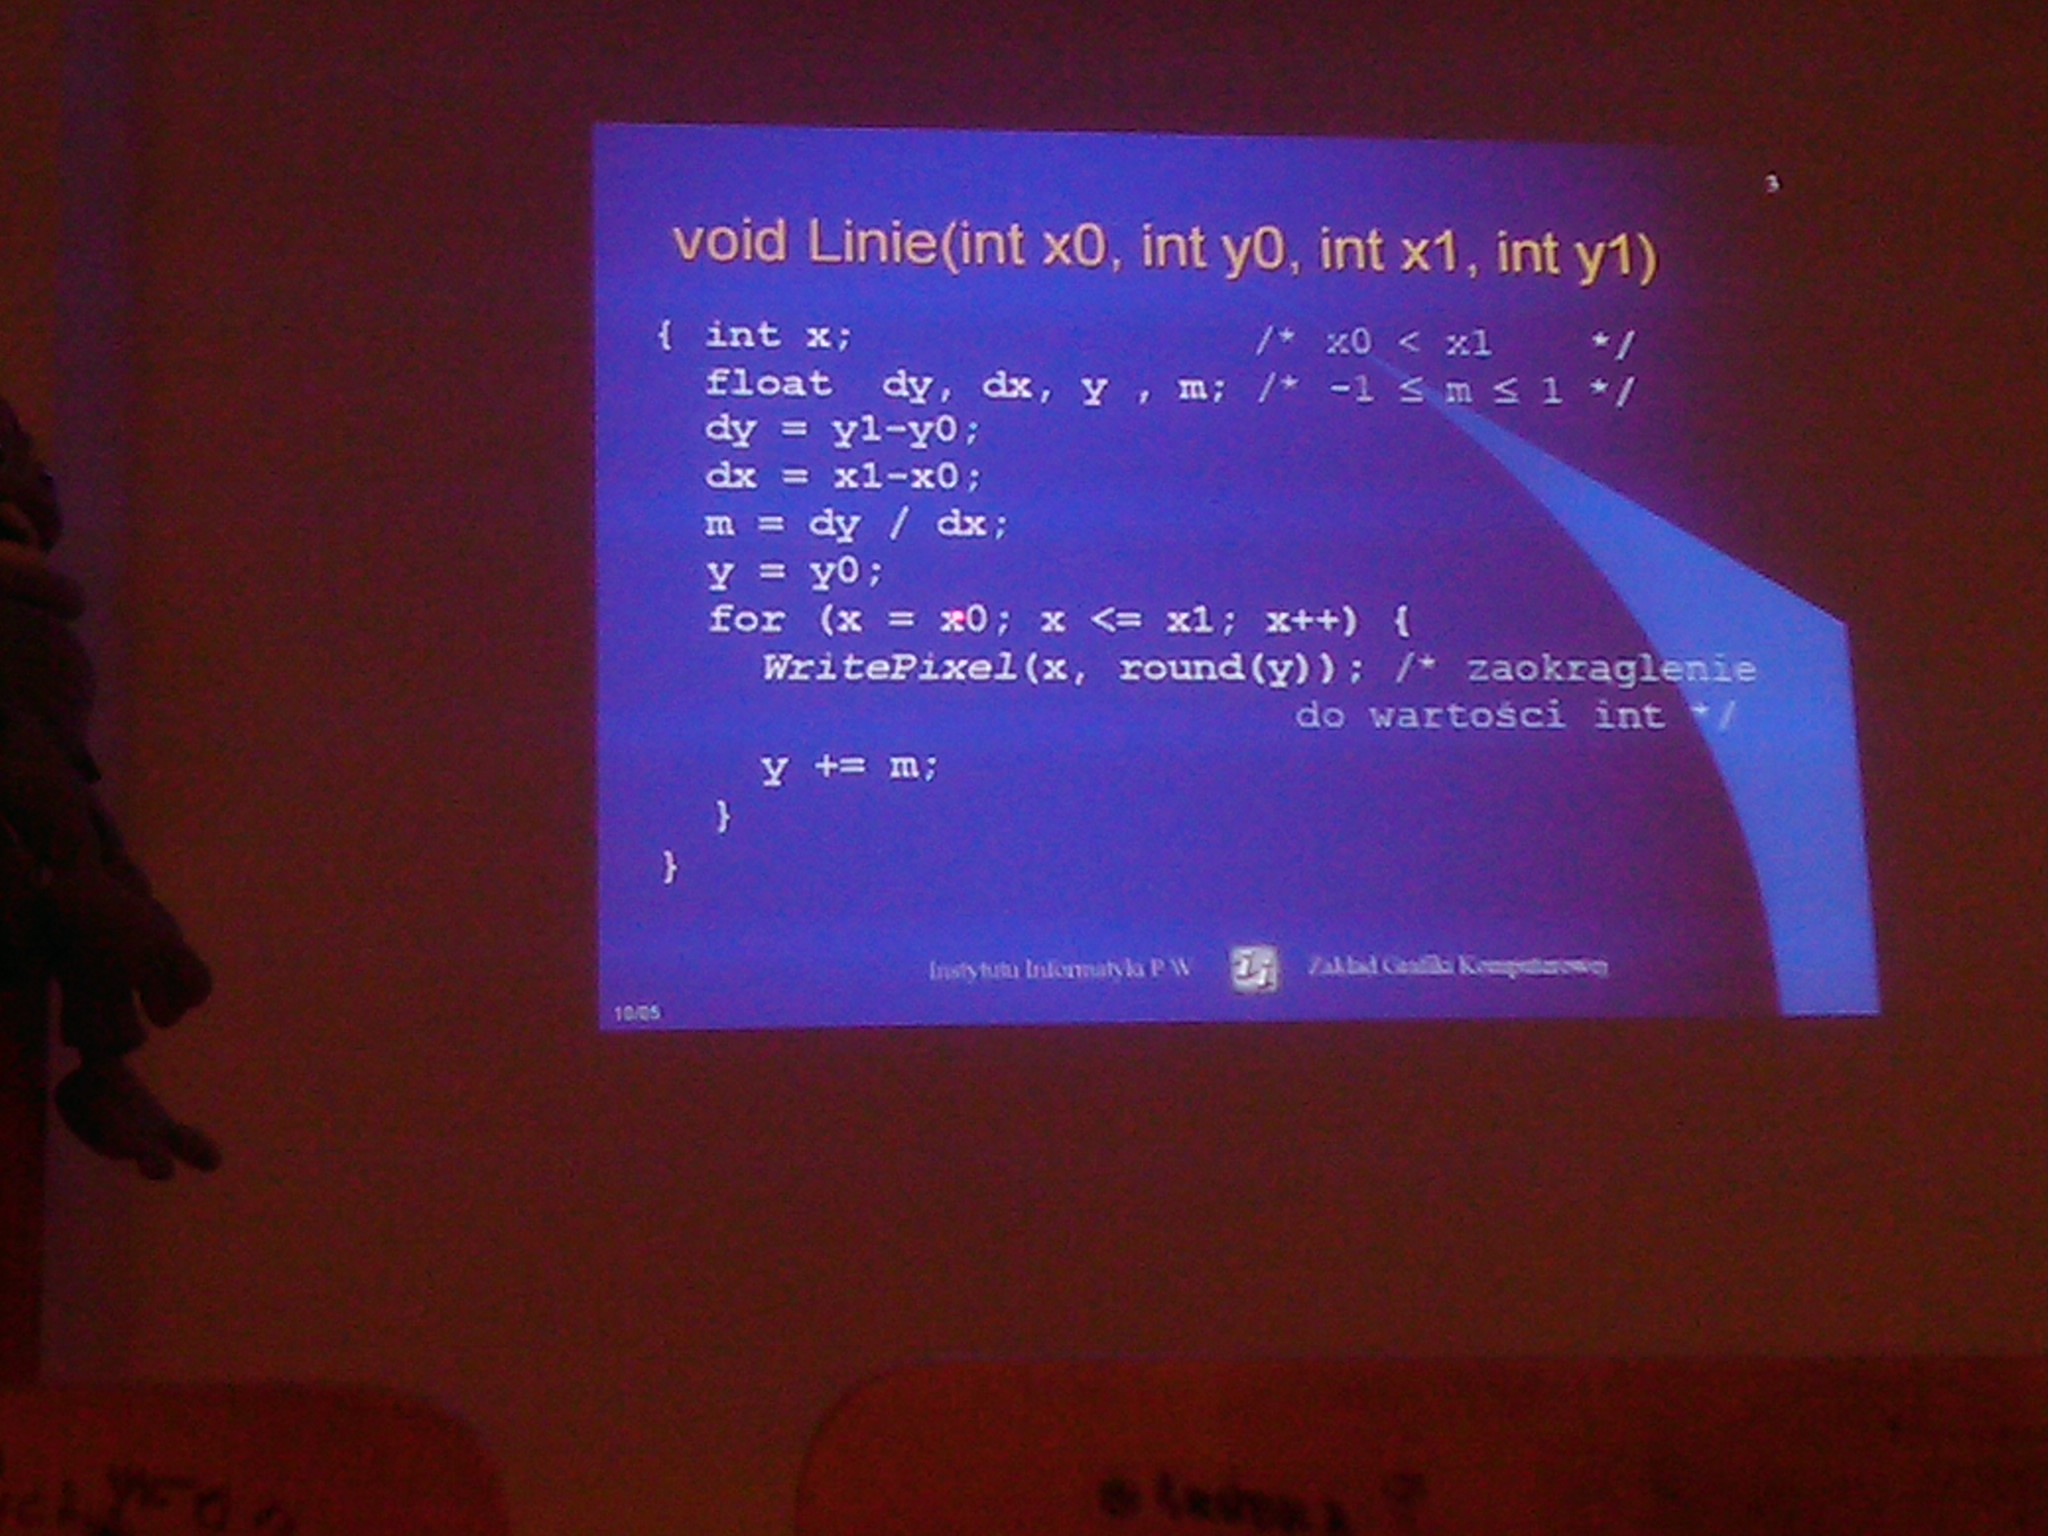 3
void Linie(int x0, int y0, int x1, int y1)
{ int x; /* x0 < x1 */
float dy, dx, y , m; /* -1 ≤ m ≤ 1 */
dy = y1-y0;
dx = x1-x0;
m = dy / dx;
y = y0;
for (x = x0; x <= x1; x++) {
WritePixel(x, round(y)); /* zaokraglenie
do wartości int */
y += m;
}
}
Instytutu Informatyki P W Zakład Grafiki Komputerowej
10/05